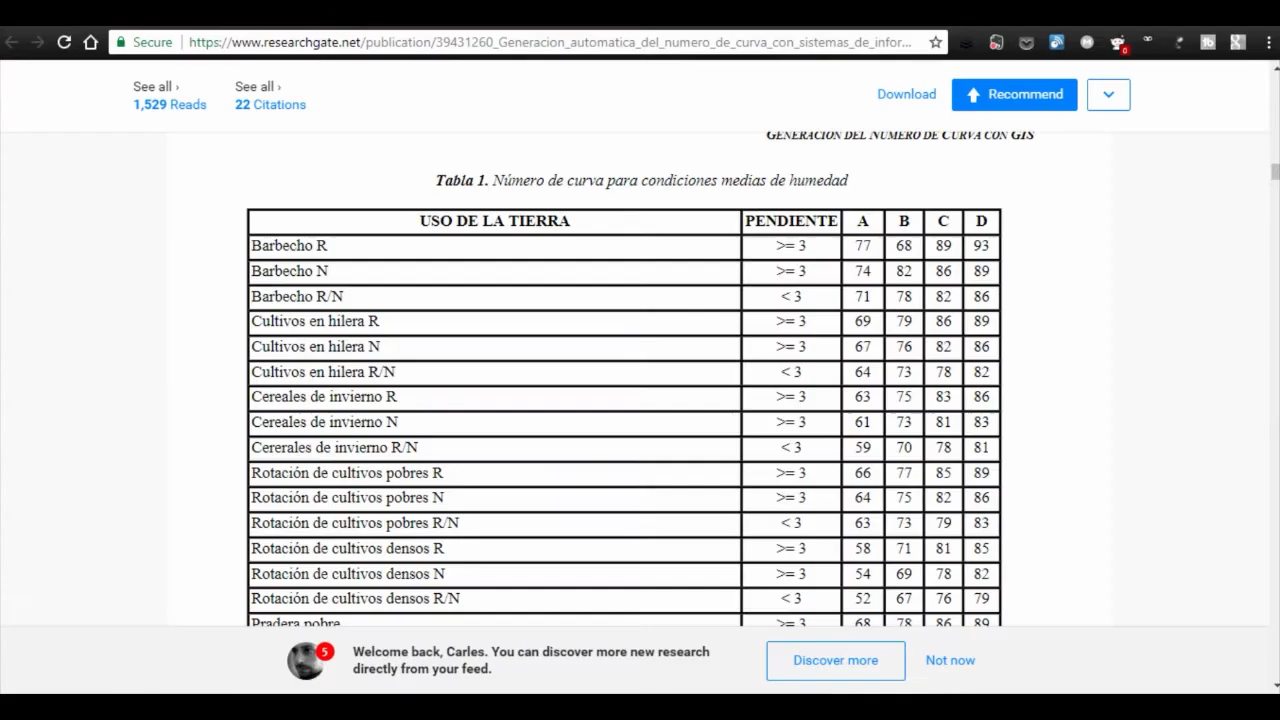 Secure https://www.researchgate.net/publication/39431260_Generacion_automatica_del_numero_de_curva_con_sistemas_de_infor...
See all › See all ›
1,529 Reads 22 Citations
Download Recommend
GENERACION DEL NUMERO DE CURVA CON GIS
Tabla 1. Número de curva para condiciones medias de humedad
USO DE LA TIERRA PENDIENTE A B C D
Barbecho R >= 3 77 68 89 93
Barbecho N >= 3 74 82 86 89
Barbecho R/N < 3 71 78 82 86
Cultivos en hilera R >= 3 69 79 86 89
Cultivos en hilera N >= 3 67 76 82 86
Cultivos en hilera R/N < 3 64 73 78 82
Cereales de invierno R >= 3 63 75 83 86
Cereales de invierno N >= 3 61 73 81 83
Cererales de invierno R/N < 3 59 70 78 81
Rotación de cultivos pobres R >= 3 66 77 85 89
Rotación de cultivos pobres N >= 3 64 75 82 86
Rotación de cultivos pobres R/N < 3 63 73 79 83
Rotación de cultivos densos R >= 3 58 71 81 85
Rotación de cultivos densos N >= 3 54 69 78 82
Rotación de cultivos densos R/N < 3 52 67 76 79
Pradera pobre >= 3 68 78 86 89
5
Welcome back, Carles. You can discover more new research
directly from your feed.
Discover more Not now